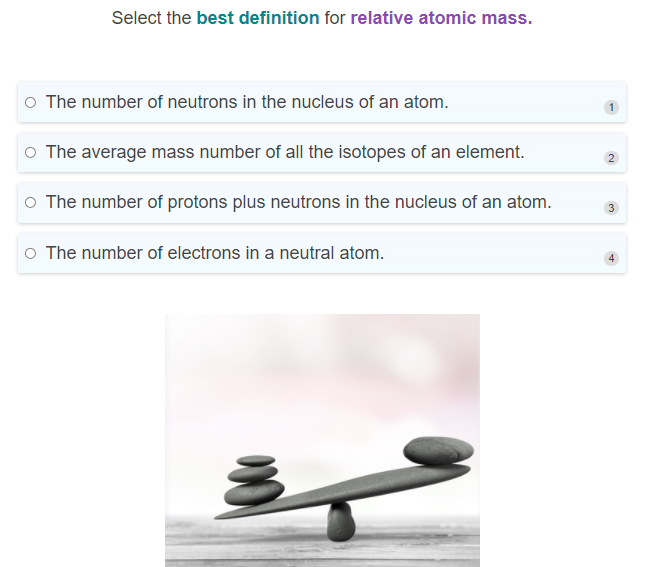 Select the best definition for relative atomic mass.
The number of neutrons in the nucleus of an atom.
1
The average mass number of all the isotopes of an element.
2
The number of protons plus neutrons in the nucleus of an atom.
3
The number of electrons in a neutral atom.
4